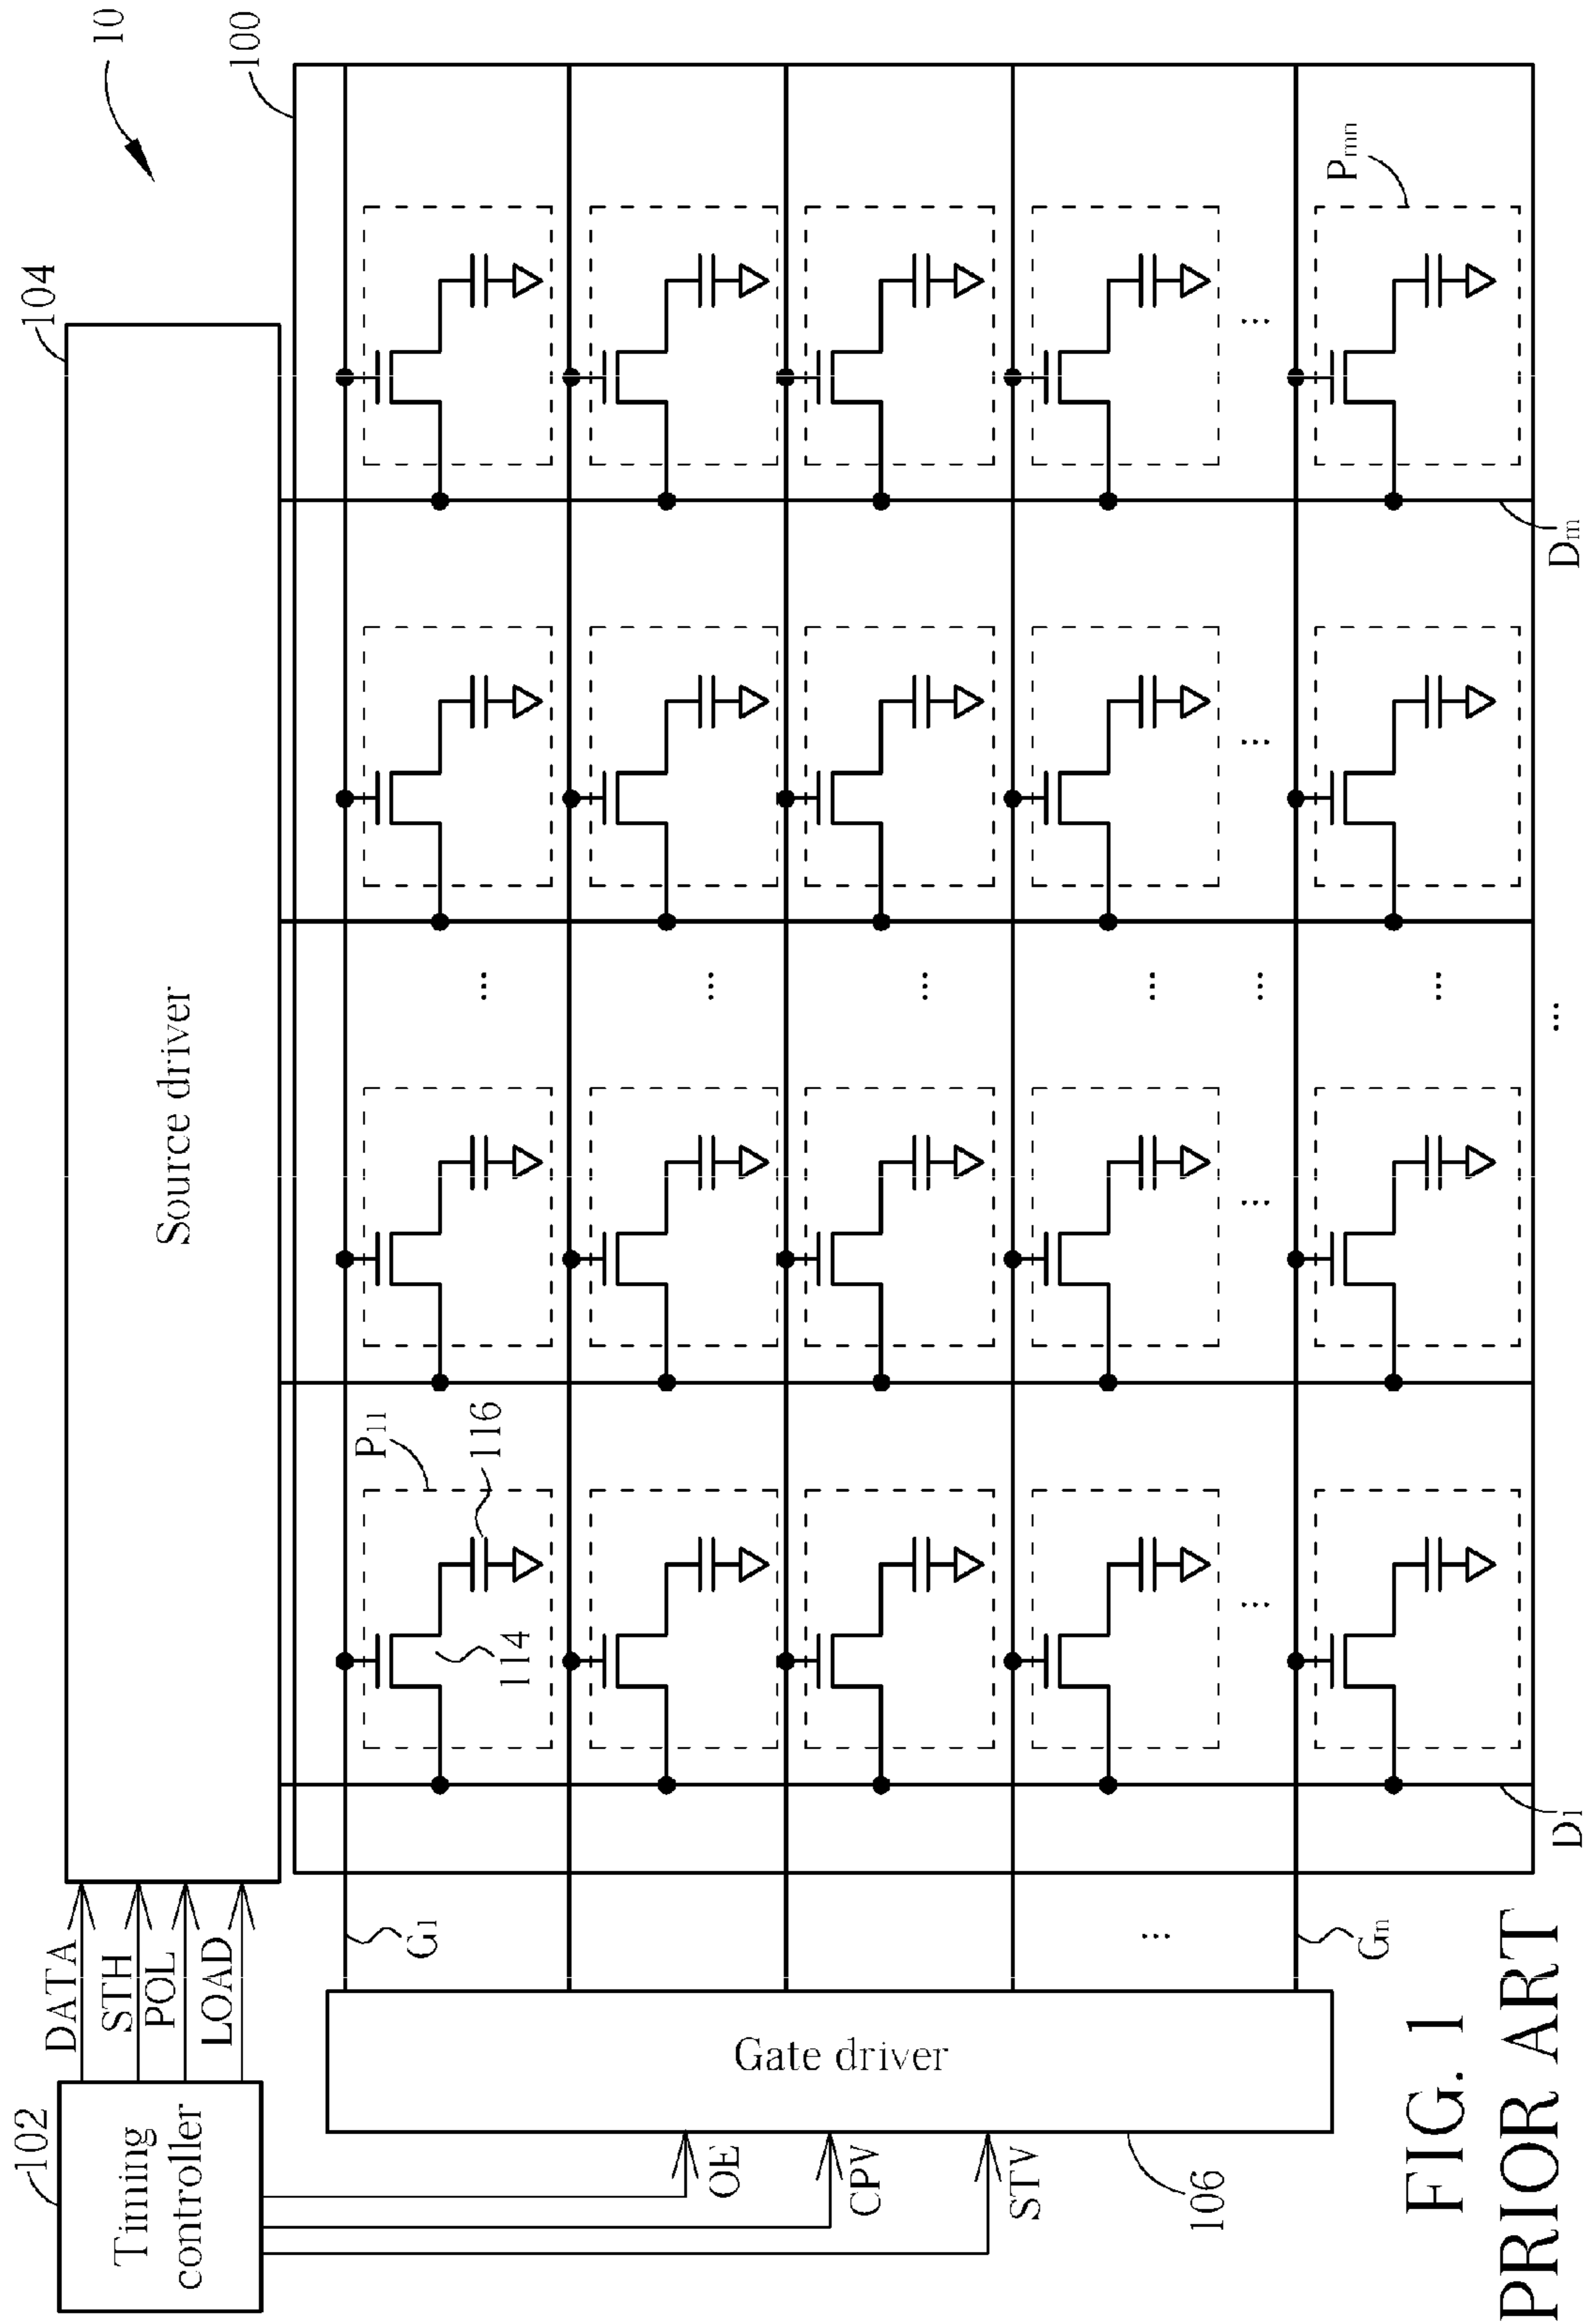 10
104
100
102
Timing
controller
DATA
STH
POL
LOAD
Source driver
P11
116
114
Pmn
G1
...
Gn
Gate driver
OE
CPV
STV
106
... ... ... ... ... ...
...
...
...
...
D1
...
Dm
FIG. 1
PRIOR ART